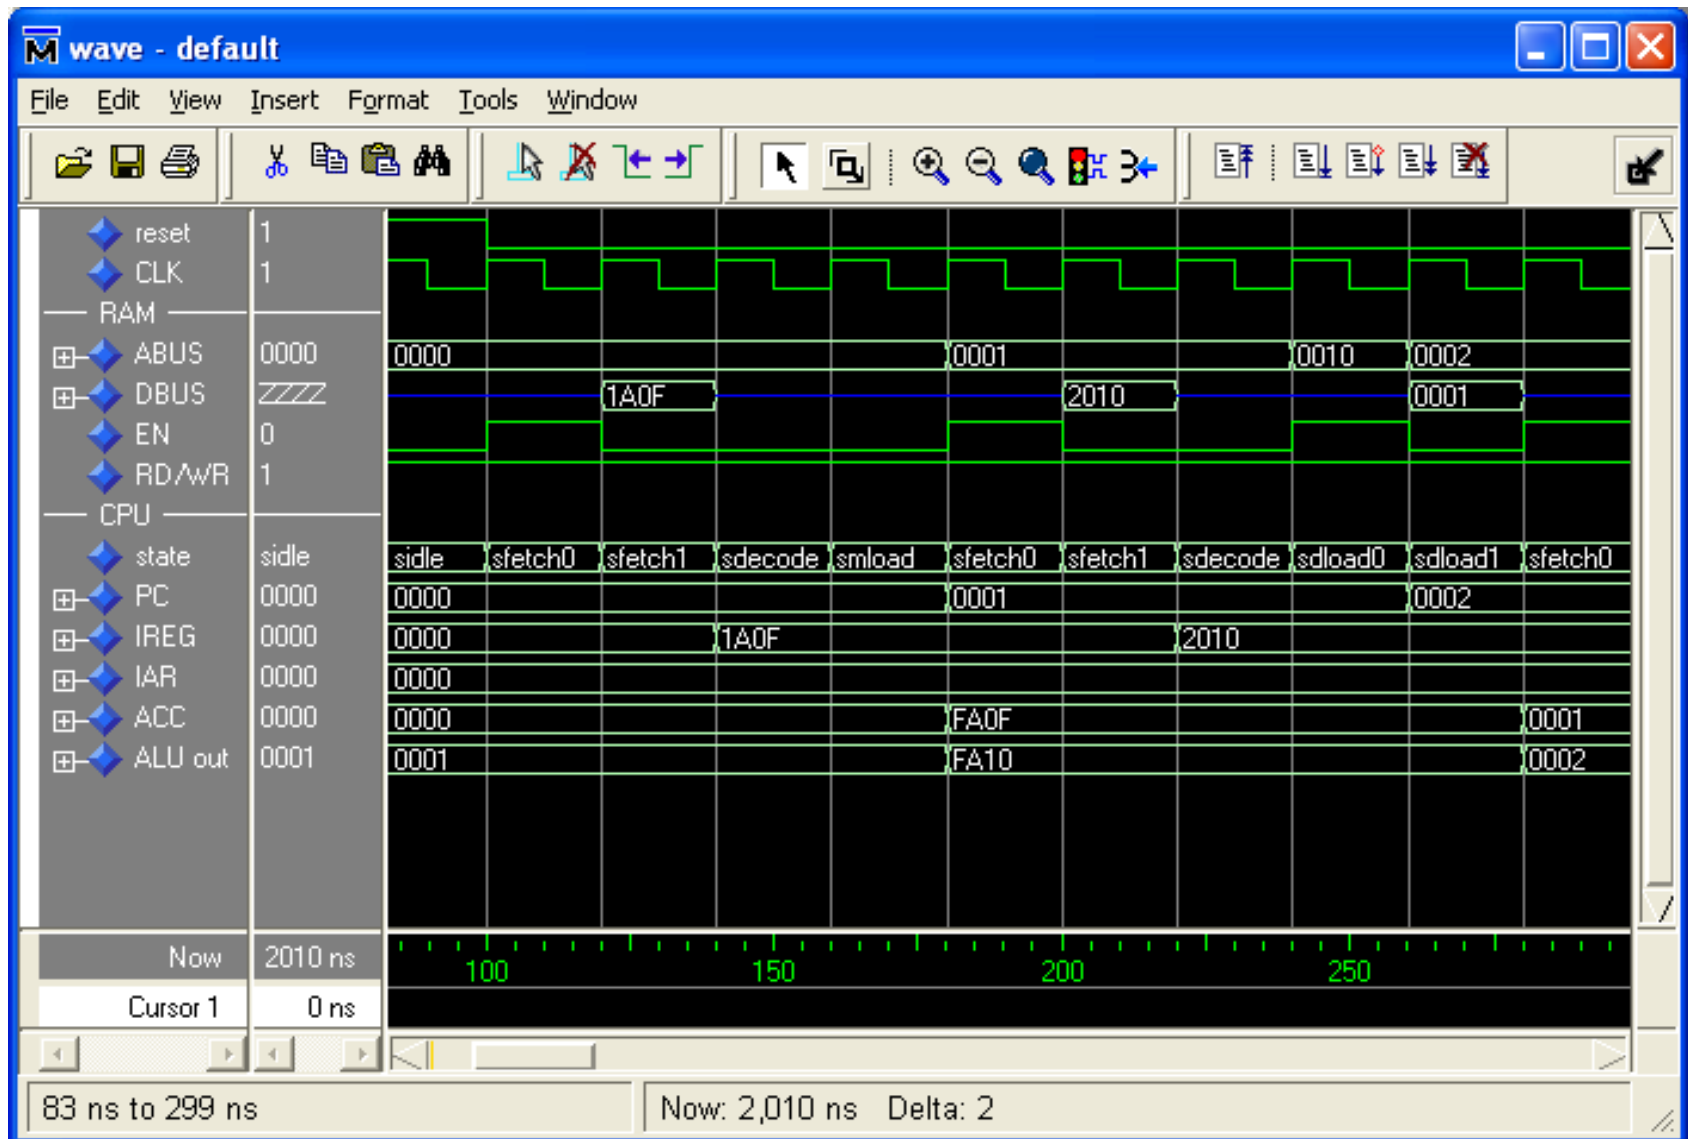 wave - default
File Edit View Insert Format Tools Window
reset 1
CLK 1
RAM
ABUS 0000 0000 0001 0010 0002
DBUS ZZZZ 1A0F 2010 0001
EN 0
RD/WR 1
CPU
state sidle sidle sfetch0 sfetch1 sdecode smload sfetch0 sfetch1 sdecode sdload0 sdload1 sfetch0
PC 0000 0000 0001 0002
IREG 0000 0000 1A0F 2010
IAR 0000 0000
ACC 0000 0000 FA0F 0001
ALU out 0001 0001 FA10 0002
Now 2010 ns 100 150 200 250
Cursor 1 0 ns
83 ns to 299 ns Now: 2,010 ns Delta: 2